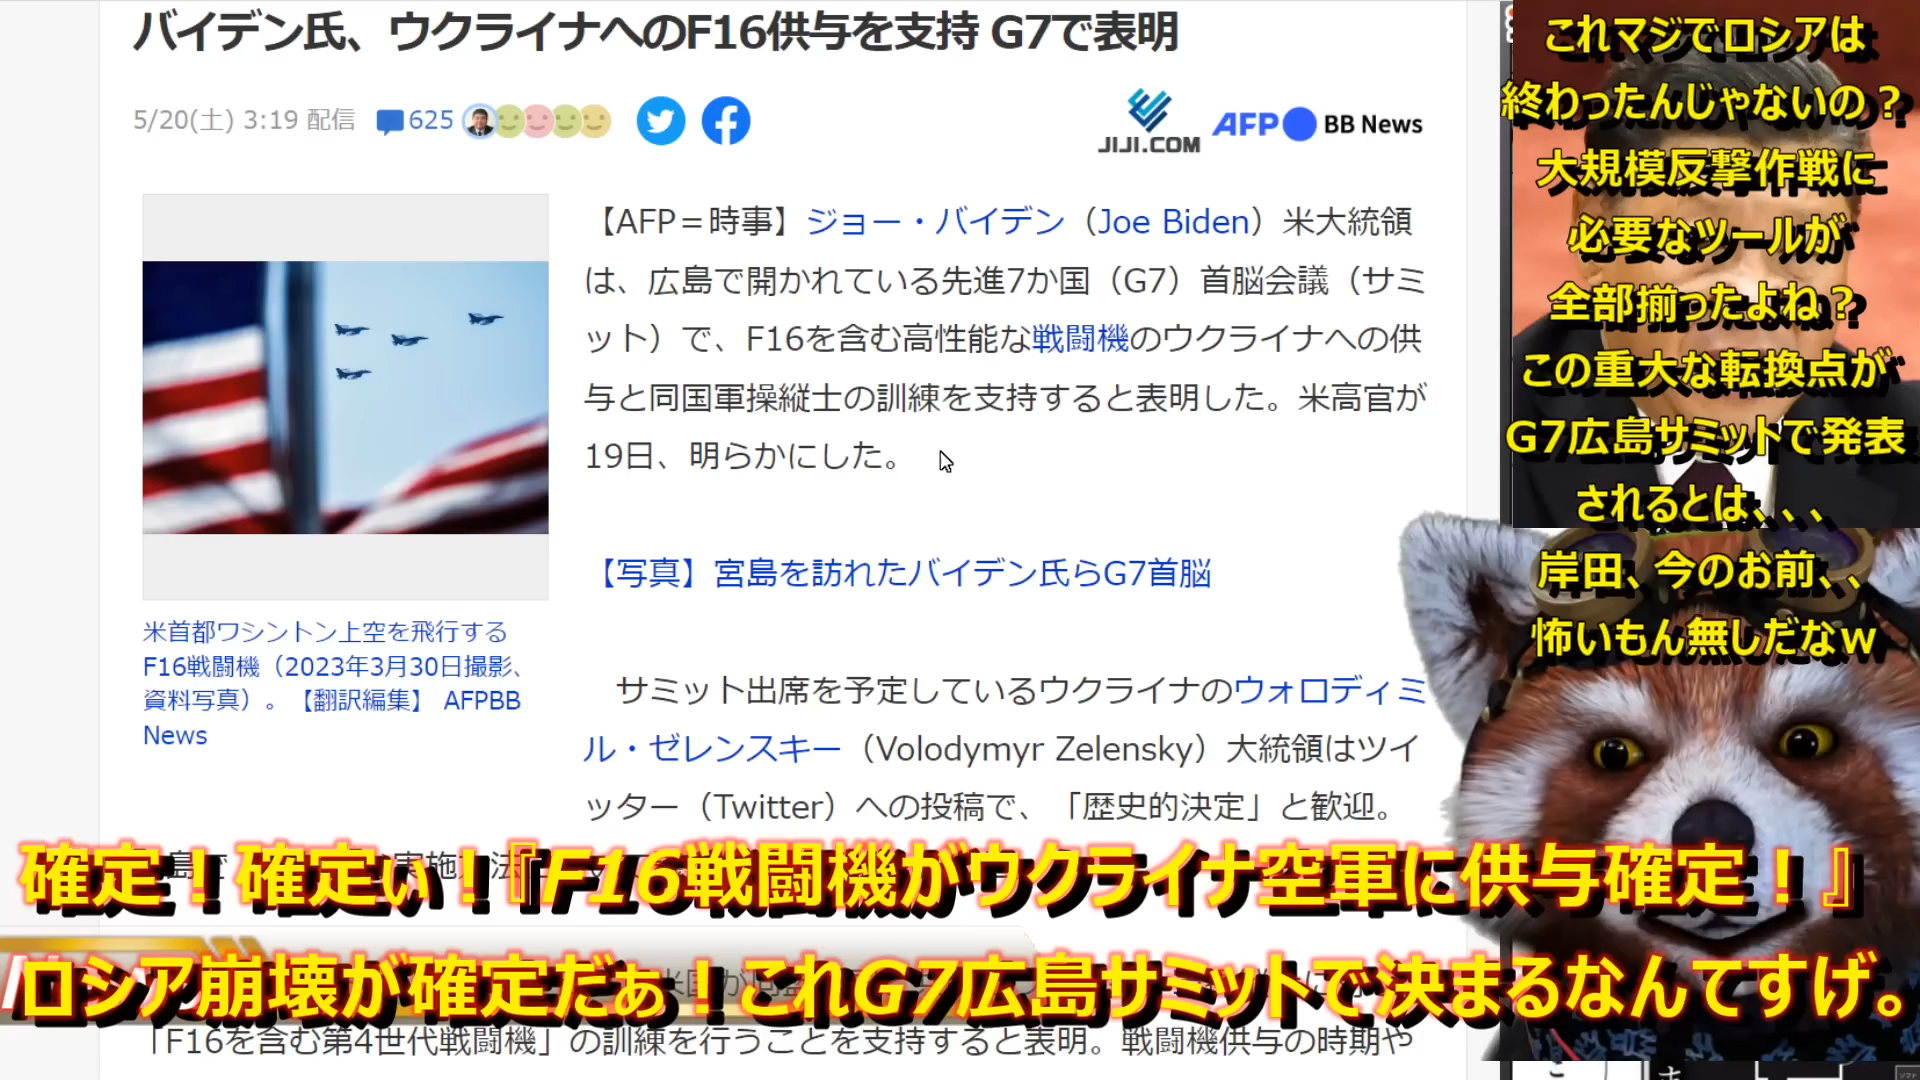 バイデン氏、ウクライナへのF16供与を支持 G7で表明
5/20(土) 3:19 配信
625
JIJI.COM
AFP BB News
【AFP＝時事】ジョー・バイデン（Joe Biden）米大統領
は、広島で開かれている先進7か国（G7）首脳会議（サミ
ット）で、F16を含む高性能な戦闘機のウクライナへの供
与と同国軍操縦士の訓練を支持すると表明した。米高官が
19日、明らかにした。
【写真】宮島を訪れたバイデン氏らG7首脳
米首都ワシントン上空を飛行する
F16戦闘機（2023年3月30日撮影、
資料写真）。【翻訳編集】 AFPBB
News
サミット出席を予定しているウクライナのウォロディミ
ル・ゼレンスキー（Volodymyr Zelensky）大統領はツイ
ッター（Twitter）への投稿で、「歴史的決定」と歓迎。
「F16を含む第4世代戦闘機」の訓練を行うことを支持すると表明。戦闘機供与の時期や
これマジでロシアは
終わったんじゃないの？
大規模反撃作戦に
必要なツールが
全部揃ったよね？
この重大な転換点が
G7広島サミットで発表
されるとは、、、
岸田、今のお前、、
怖いもん無しだなw
確定！確定ぃ！『F16戦闘機がウクライナ空軍に供与確定！』
ロシア崩壊が確定だぁ！これG7広島サミットで決まるなんてすげ。